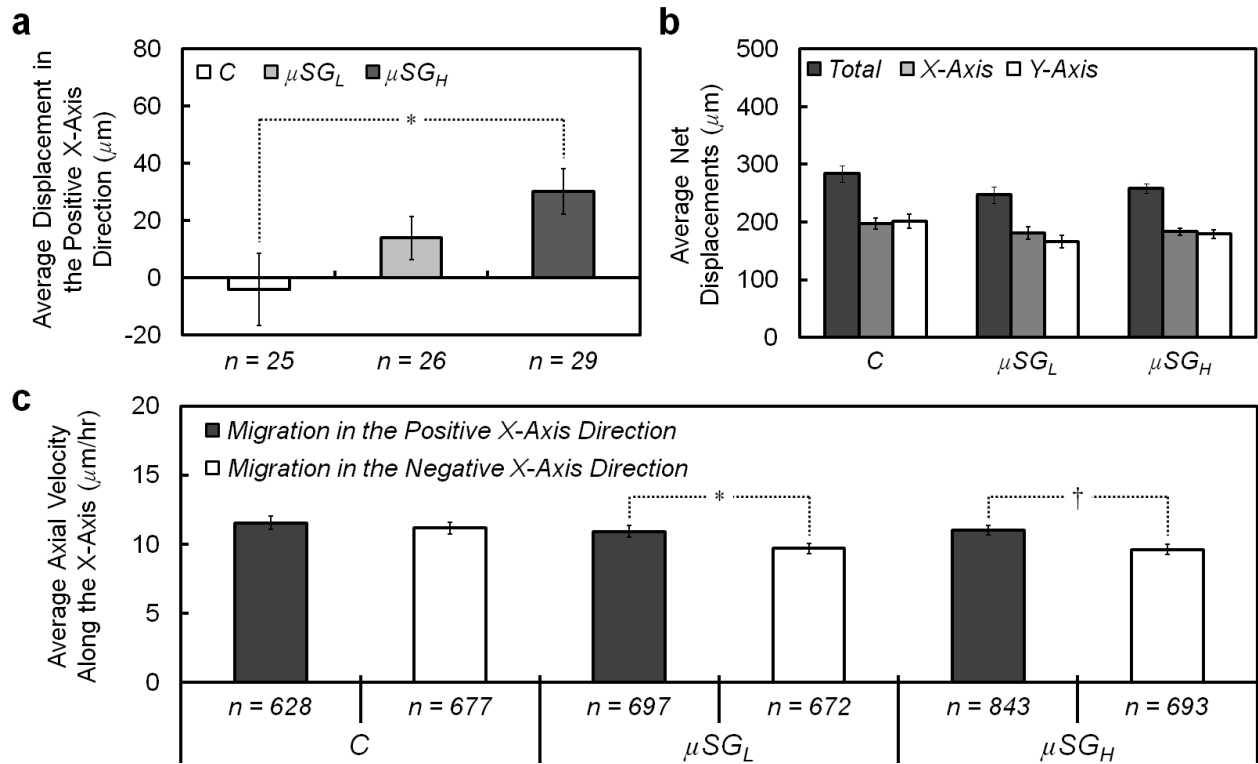 a
Average Displacement in
the Positive X-Axis
Direction (μm)
80
60
40
20
0
-20
C μSG_L μSG_H
*
n = 25 n = 26 n = 29
b
Average Net
Displacements (μm)
500
400
300
200
100
0
Total X-Axis Y-Axis
C μSG_L μSG_H
c
Average Axial Velocity
Along the X-Axis (μm/hr)
20
15
10
5
0
Migration in the Positive X-Axis Direction
Migration in the Negative X-Axis Direction
* †
n = 628 n = 677 n = 697 n = 672 n = 843 n = 693
C μSG_L μSG_H